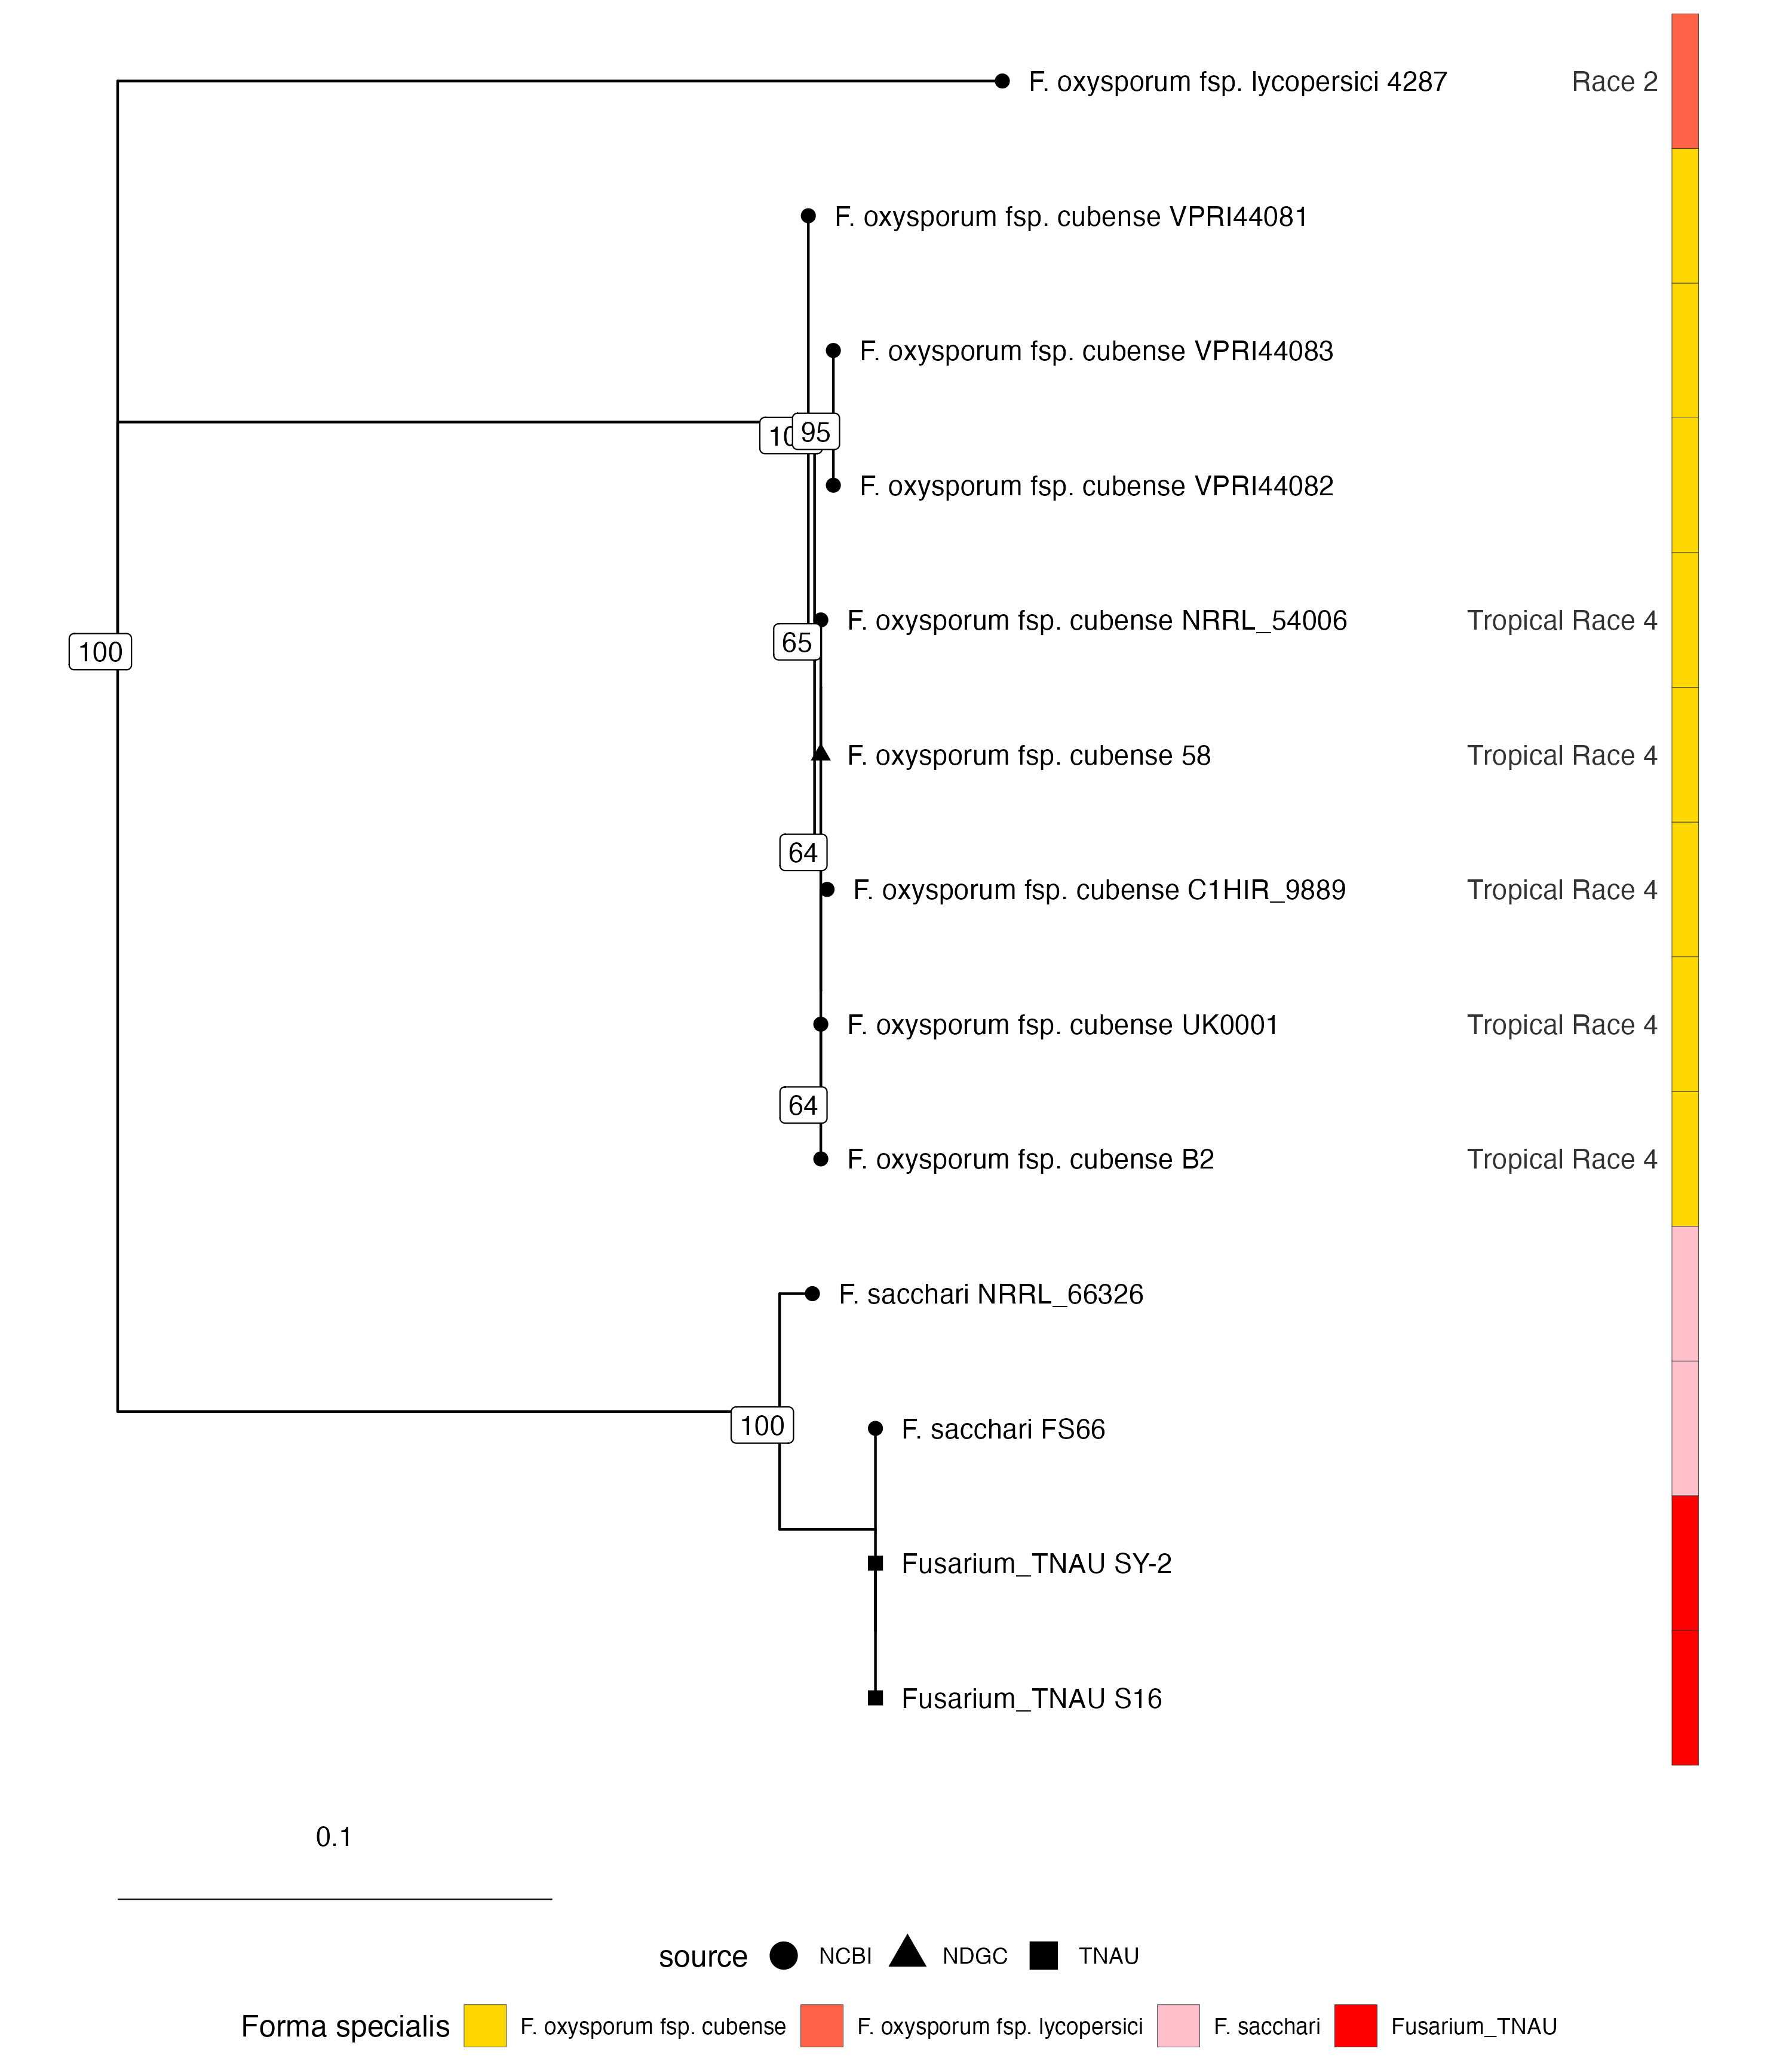 F. oxysporum fsp. lycopersici 4287 Race 2
F. oxysporum fsp. cubense VPRI44081
F. oxysporum fsp. cubense VPRI44083
95
F. oxysporum fsp. cubense VPRI44082
F. oxysporum fsp. cubense NRRL_54006 Tropical Race 4
65
100
F. oxysporum fsp. cubense 58 Tropical Race 4
64
F. oxysporum fsp. cubense C1HIR_9889 Tropical Race 4
F. oxysporum fsp. cubense UK0001 Tropical Race 4
64
F. oxysporum fsp. cubense B2 Tropical Race 4
F. sacchari NRRL_66326
100
F. sacchari FS66
Fusarium_TNAU SY-2
Fusarium_TNAU S16
0.1
source NCBI NDGC TNAU
Forma specialis F. oxysporum fsp. cubense F. oxysporum fsp. lycopersici F. sacchari Fusarium_TNAU